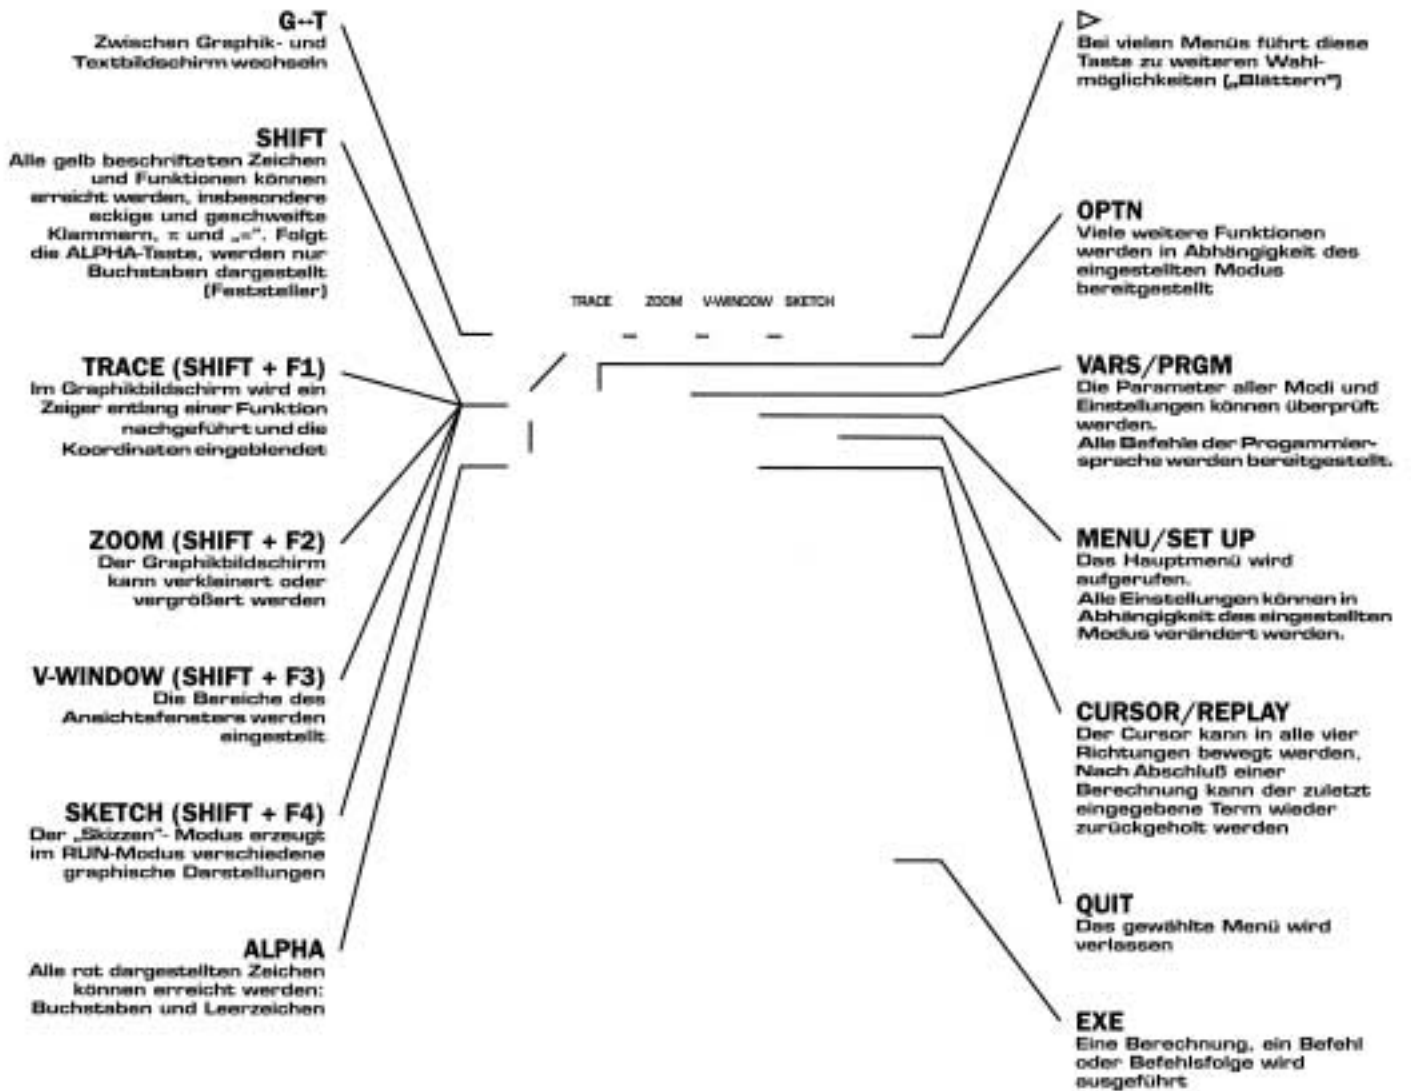 G↔T
Zwischen Graphik- und
Textbildschirm wechseln
SHIFT
Alle gelb beschrifteten Zeichen
und Funktionen können
erreicht werden, insbesondere
eckige und geschweifte
Klammern, π und „=“. Folgt
die ALPHA-Taste, werden nur
Buchstaben dargestellt
(Feststeller)
TRACE (SHIFT + F1)
Im Graphikbildschirm wird ein
Zeiger entlang einer Funktion
nachgeführt und die
Koordinaten eingeblendet
ZOOM (SHIFT + F2)
Der Graphikbildschirm
kann verkleinert oder
vergrößert werden
V-WINDOW (SHIFT + F3)
Die Bereiche des
Ansichtsfensters werden
eingestellt
SKETCH (SHIFT + F4)
Der „Skizzen“- Modus erzeugt
im RUN-Modus verschiedene
graphische Darstellungen
ALPHA
Alle rot dargestellten Zeichen
können erreicht werden:
Buchstaben und Leerzeichen
TRACE ZOOM V-WINDOW SKETCH
▷
Bei vielen Menüs führt diese
Taste zu weiteren Wahl-
möglichkeiten („Blättern“)
OPTN
Viele weitere Funktionen
werden in Abhängigkeit des
eingestellten Modus
bereitgestellt
VARS/PRGM
Die Parameter aller Modi und
Einstellungen können überprüft
werden.
Alle Befehle der Progammier-
sprache werden bereitgestellt.
MENU/SET UP
Das Hauptmenü wird
aufgerufen.
Alle Einstellungen können in
Abhängigkeit des eingestellten
Modus verändert werden.
CURSOR/REPLAY
Der Cursor kann in alle vier
Richtungen bewegt werden.
Nach Abschluß einer
Berechnung kann der zuletzt
eingegebene Term wieder
zurückgeholt werden
QUIT
Das gewählte Menü wird
verlassen
EXE
Eine Berechnung, ein Befehl
oder Befehlsfolge wird
ausgeführt